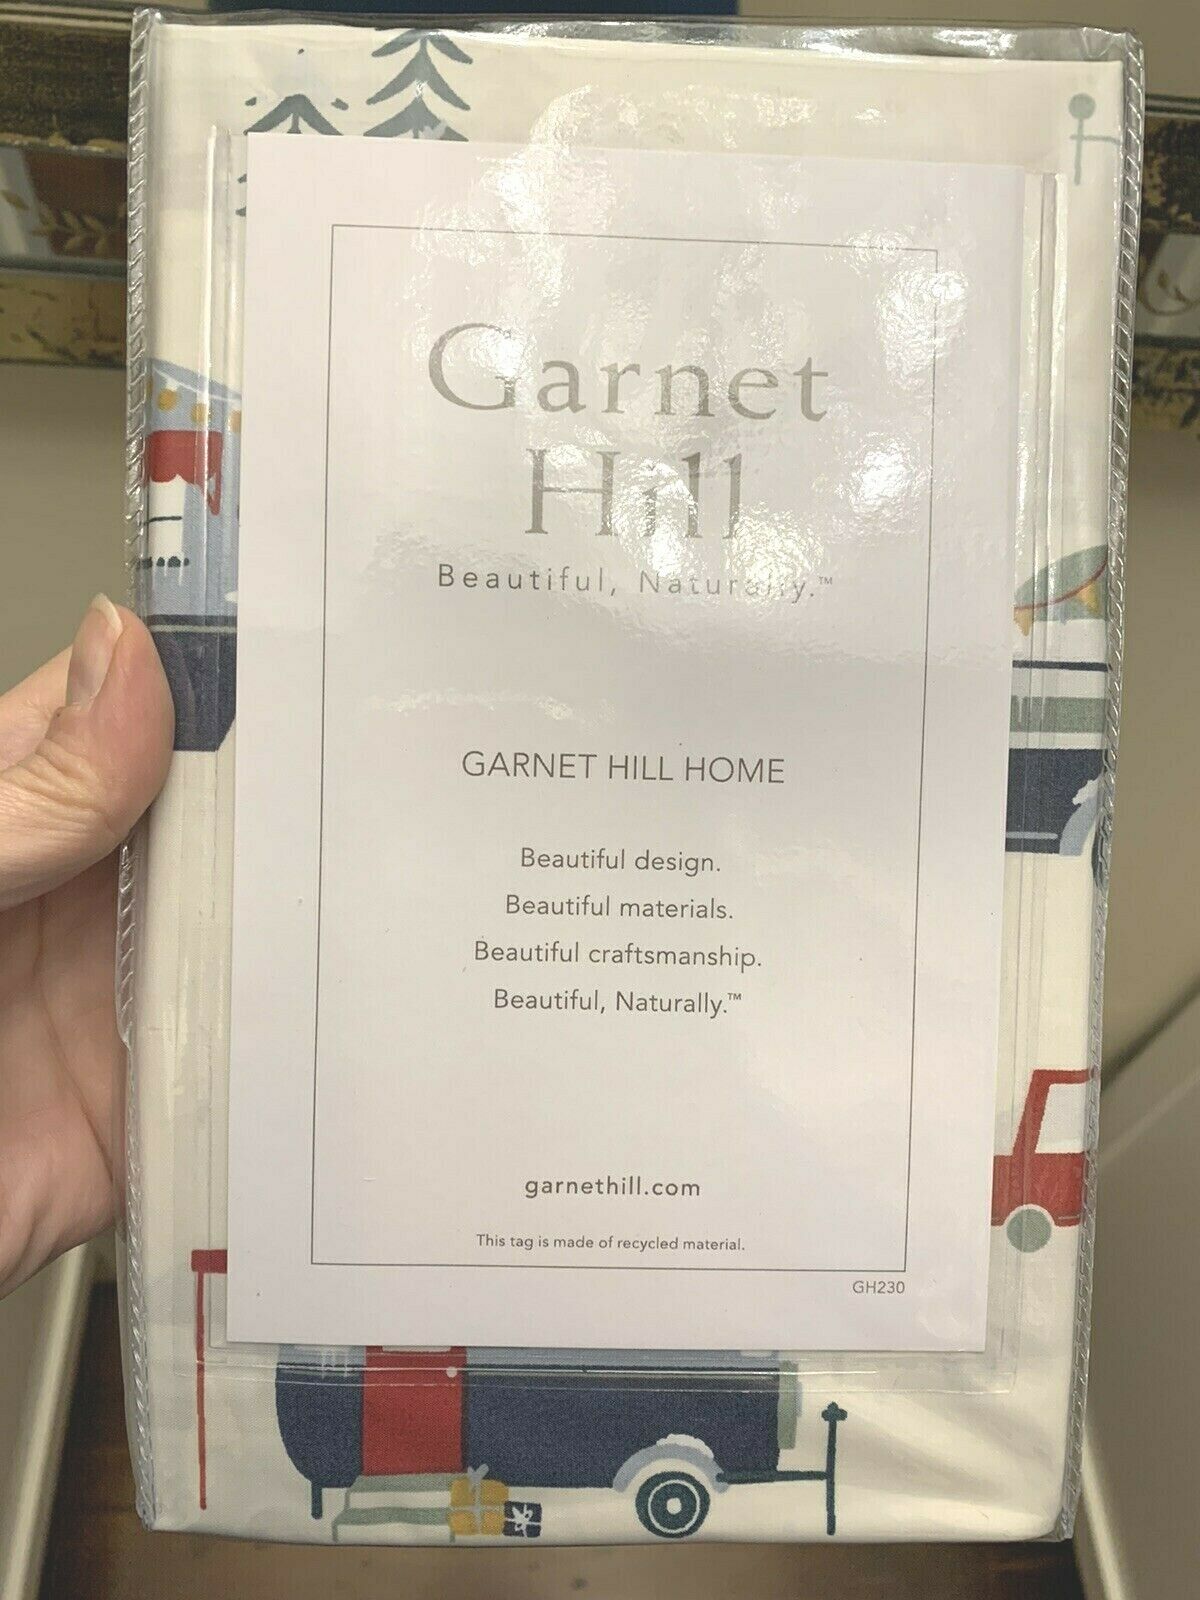 Garnet
Hill
Beautiful, Naturally.™
GARNET HILL HOME
Beautiful design.
Beautiful materials.
Beautiful craftsmanship.
Beautiful, Naturally.™
garnethill.com
This tag is made of recycled material.
GH230